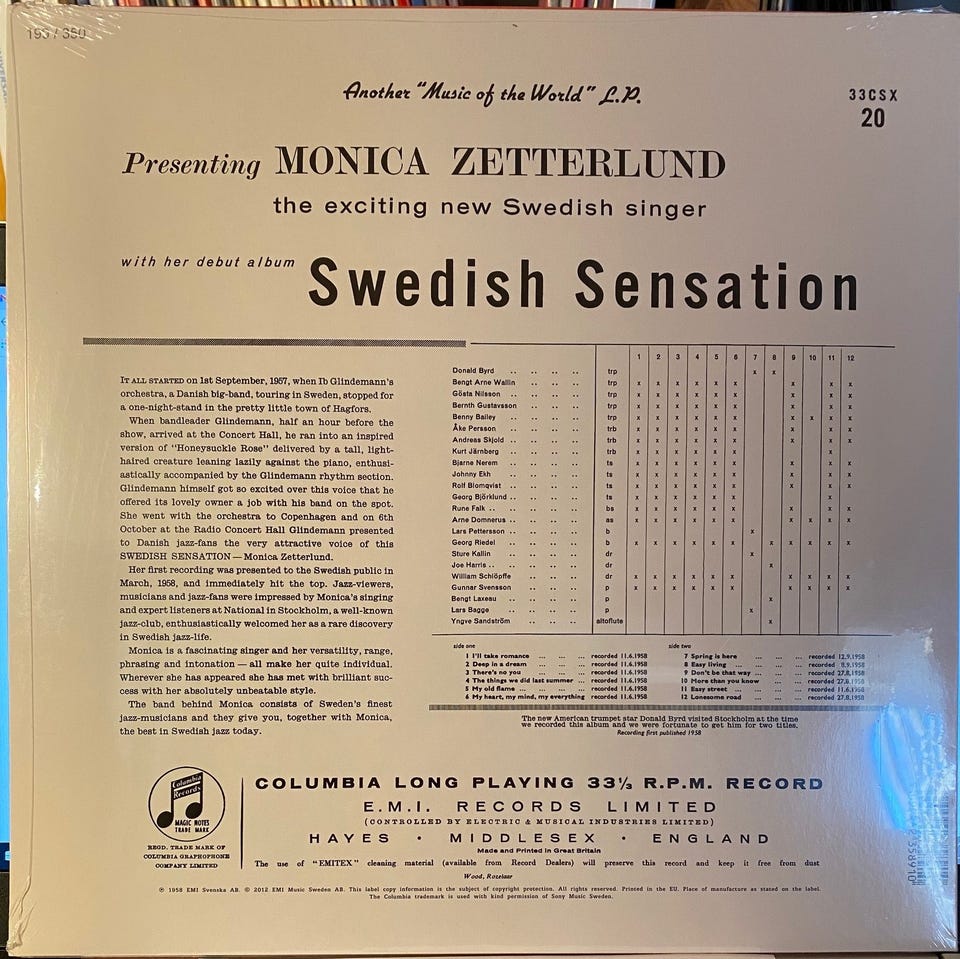 195 / 350
Another "Music of the World" L.P.
33CSX
20
Presenting MONICA ZETTERLUND
the exciting new Swedish singer
with her debut album Swedish Sensation
IT ALL STARTED on 1st September, 1957, when Ib Glindemann's
orchestra, a Danish big-band, touring in Sweden, stopped for
a one-night-stand in the pretty little town of Hagfors.
When bandleader Glindemann, half an hour before the
show, arrived at the Concert Hall, he ran into an inspired
version of "Honeysuckle Rose" delivered by a tall, light-
haired creature leaning lazily against the piano, enthusi-
astically accompanied by the Glindemann rhythm section.
Glindemann himself got so excited over this voice that he
offered its lovely owner a job with his band on the spot.
She went with the orchestra to Copenhagen and on 6th
October at the Radio Concert Hall Glindemann presented
to Danish jazz-fans the very attractive voice of this
SWEDISH SENSATION — Monica Zetterlund.
Her first recording was presented to the Swedish public in
March, 1958, and immediately hit the top. Jazz-viewers,
musicians and jazz-fans were impressed by Monica's singing
and expert listeners at National in Stockholm, a well-known
jazz-club, enthusiastically welcomed her as a rare discovery
in Swedish jazz-life.
Monica is a fascinating singer and her versatility, range,
phrasing and intonation — all make her quite individual.
Wherever she has appeared she has met with brilliant suc-
cess with her absolutely unbeatable style.
The band behind Monica consists of Sweden's finest
jazz-musicians and they give you, together with Monica,
the best in Swedish jazz today.
1 2 3 4 5 6 7 8 9 10 11 12
Donald Byrd .. .. .. .. trp x x
Bengt Arne Wallin .. .. .. trp x x x x x x x x x
Gösta Nilsson .. .. .. .. trp x x x x x x x x x
Bernth Gustavsson .. .. .. trp x x x x x x x x x
Benny Bailey .. .. .. .. trp x x x x x x x x x x
Åke Persson .. .. .. .. trb x x x x x x x x x
Andreas Skjold .. .. .. .. trb x x x x x x x x x
Kurt Järnberg .. .. .. .. trb x x x x x x x
Bjarne Nerem .. .. .. .. ts x x x x x x x x x
Johnny Ekh .. .. .. .. ts x x x x x x x x x
Rolf Blomqvist .. .. .. .. ts x x x x x x x x x
Georg Björklund .. .. .. .. ts x x x x x x x
Rune Falk .. .. .. .. .. bs x x x x x x x x x
Arne Domnerus .. .. .. .. as x x x x x x x x x x
Lars Pettersson .. .. .. .. b x
Georg Riedel .. .. .. .. b x x x x x x x x x x x
Sture Kallin .. .. .. .. dr x
Joe Harris .. .. .. .. .. dr x
William Schiöpffe .. .. .. dr x x x x x x x x x x
Gunnar Svensson .. .. .. p x x x x x x x x x x
Bengt Laxeau .. .. .. .. p x
Lars Bagge .. .. .. .. p x
Yngve Sandström .. .. .. altoflute x
side one
1 I'll take romance ... ... ... recorded 11.6.1958
2 Deep in a dream ... ... ... recorded 11.6.1958
3 There's no you ... ... ... recorded 11.6.1958
4 The things we did last summer ... ... recorded 11.6.1958
5 My old flame ... ... ... recorded 11.6.1958
6 My heart, my mind, my everything recorded 11.6.1958
side two
7 Spring is here ... ... ... recorded 12.9.1958
8 Easy living ... ... ... ... recorded 8.9.1958
9 Don't be that way ... ... ... recorded 27.8.1958
10 More than you know ... ... recorded 27.8.1958
11 Easy street ... ... ... ... recorded 11.6.1958
12 Lonesome road ... ... ... recorded 27.8.1958
The new American trumpet star Donald Byrd visited Stockholm at the time
we recorded this album and we were fortunate to get him for two titles.
Recording first published 1958
Columbia
Records
MAGIC NOTES
TRADE MARK
REGD. TRADE MARK OF
COLUMBIA GRAPHOPHONE
COMPANY LIMITED
COLUMBIA LONG PLAYING 33⅓ R.P.M. RECORD
E.M.I. RECORDS LIMITED
(CONTROLLED BY ELECTRIC & MUSICAL INDUSTRIES LIMITED)
HAYES · MIDDLESEX · ENGLAND
Made and Printed in Great Britain
The use of "EMITEX" cleaning material (available from Record Dealers) will preserve this record and keep it free from dust
Wood, Rozelaar
℗ 1958 EMI Svenska AB. © 2012 EMI Music Sweden AB. This label copy information is the subject of copyright protection. All rights reserved. Printed in the EU. Place of manufacture as stated on the label.
The Columbia trademark is used with kind permission of Sony Music Sweden.